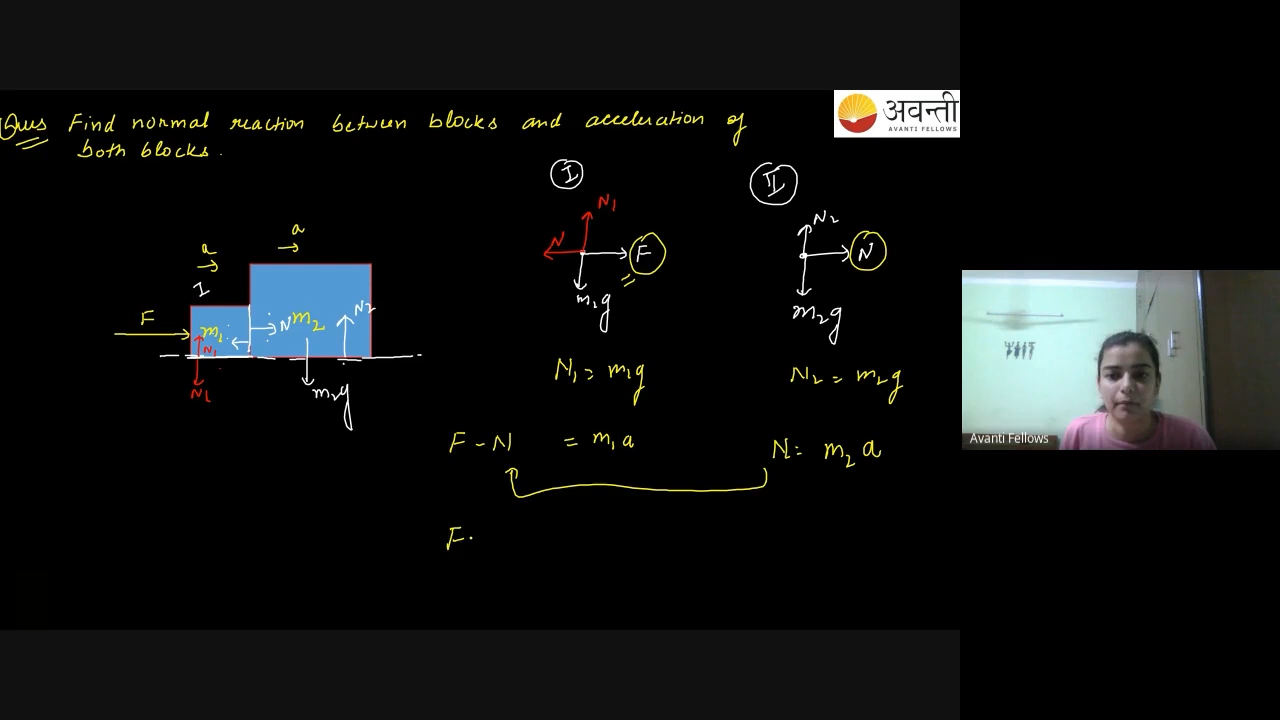 Ques Find normal reaction between blocks and acceleration of
both blocks.
अवन्ती
AVANTI FELLOWS
I
II
N1
N
F
m1g
N2
N
m2g
a
a
I
F
m1
N1
N1
N
m2
N2
m2g
N1 = m1g
N2 = m2g
F - N = m1a
N = m2 a
F
Avanti Fellows